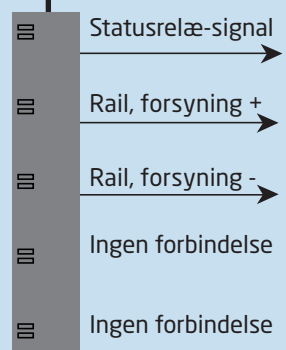 Statusrelæ-signal
Rail, forsyning +
Rail, forsyning -
Ingen forbindelse
Ingen forbindelse